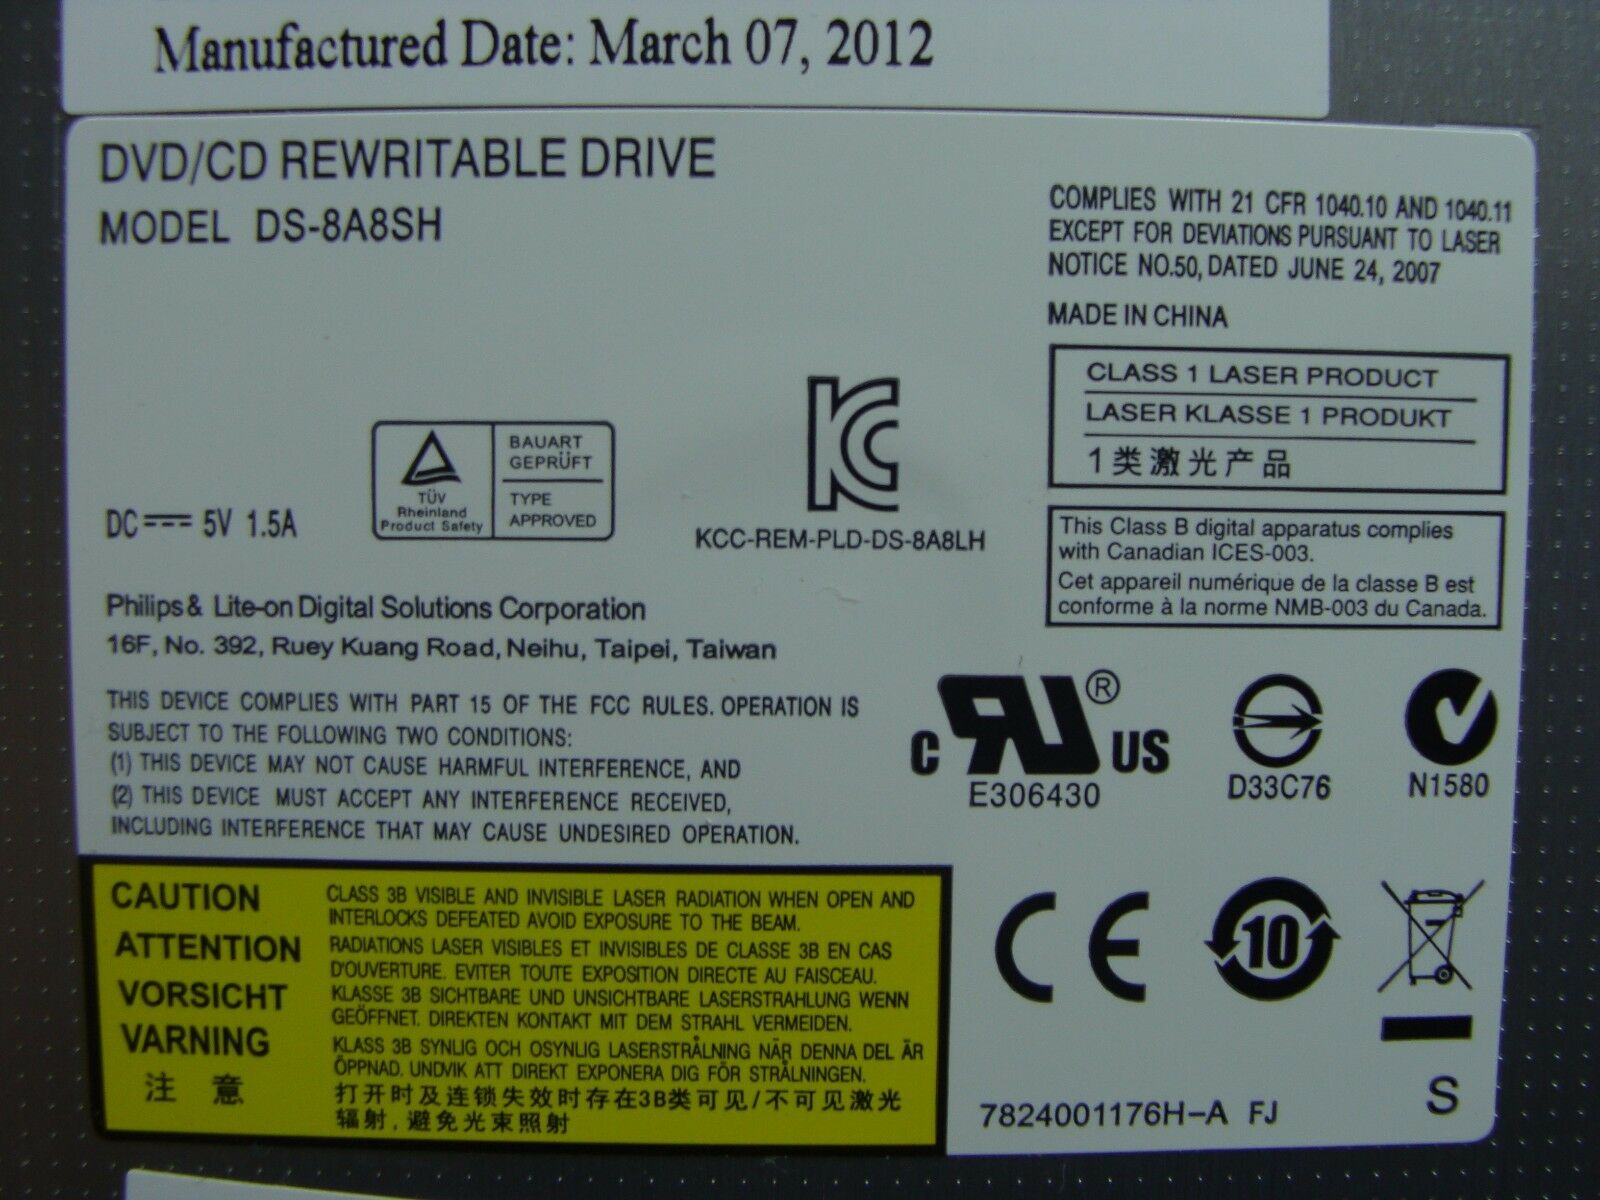 Manufactured Date: March 07, 2012
DVD/CD REWRITABLE DRIVE
MODEL DS-8A8SH
COMPLIES WITH 21 CFR 1040.10 AND 1040.11
EXCEPT FOR DEVIATIONS PURSUANT TO LASER
NOTICE NO.50, DATED JUNE 24, 2007
MADE IN CHINA
CLASS 1 LASER PRODUCT
LASER KLASSE 1 PRODUKT
1类激光产品
TÜV
Rheinland
Product Safety
BAUART
GEPRÜFT
TYPE
APPROVED
KC
KCC-REM-PLD-DS-8A8LH
DC 5V 1.5A
This Class B digital apparatus complies
with Canadian ICES-003.
Cet appareil numérique de la classe B est
conforme à la norme NMB-003 du Canada.
Philips & Lite-on Digital Solutions Corporation
16F, No. 392, Ruey Kuang Road, Neihu, Taipei, Taiwan
THIS DEVICE COMPLIES WITH PART 15 OF THE FCC RULES. OPERATION IS
SUBJECT TO THE FOLLOWING TWO CONDITIONS:
(1) THIS DEVICE MAY NOT CAUSE HARMFUL INTERFERENCE, AND
(2) THIS DEVICE MUST ACCEPT ANY INTERFERENCE RECEIVED,
INCLUDING INTERFERENCE THAT MAY CAUSE UNDESIRED OPERATION.
C RU ® US
E306430
D33C76
N1580
CAUTION
CLASS 3B VISIBLE AND INVISIBLE LASER RADIATION WHEN OPEN AND
INTERLOCKS DEFEATED AVOID EXPOSURE TO THE BEAM.
ATTENTION
RADIATIONS LASER VISIBLES ET INVISIBLES DE CLASSE 3B EN CAS
D'OUVERTURE. EVITER TOUTE EXPOSITION DIRECTE AU FAISCEAU.
VORSICHT
KLASSE 3B SICHTBARE UND UNSICHTBARE LASERSTRAHLUNG WENN
GEÖFFNET. DIREKTEN KONTAKT MIT DEM STRAHL VERMEIDEN.
VARNING
KLASS 3B SYNLIG OCH OSYNLIG LASERSTRÅLNING NÄR DENNA DEL ÄR
ÖPPNAD. UNDVIK ATT DIREKT EXPONERA DIG FÖR STRÅLNINGEN.
注 意
打开时及连锁失效时存在3B类可见/不可见激光
辐射, 避免光束照射
CE
10
7824001176H-A FJ
S